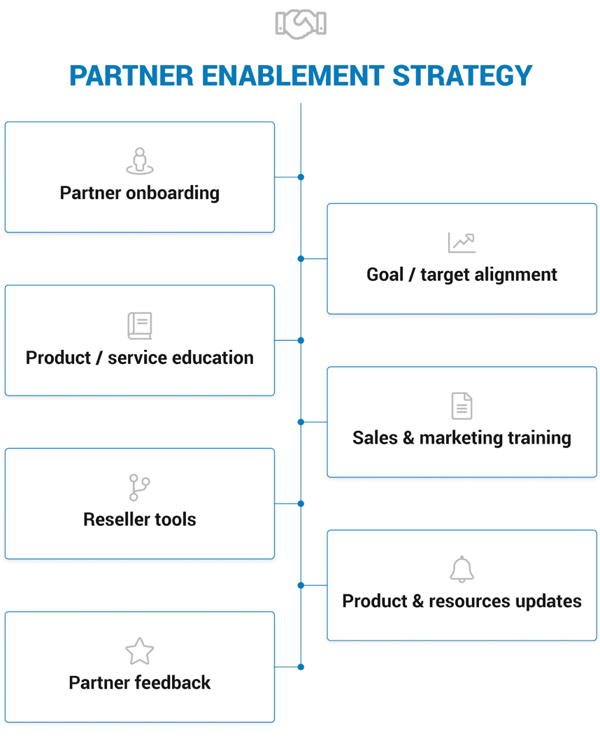 PARTNER ENABLEMENT STRATEGY
Partner onboarding
Goal / target alignment
Product / service education
Sales & marketing training
Reseller tools
Product & resources updates
Partner feedback